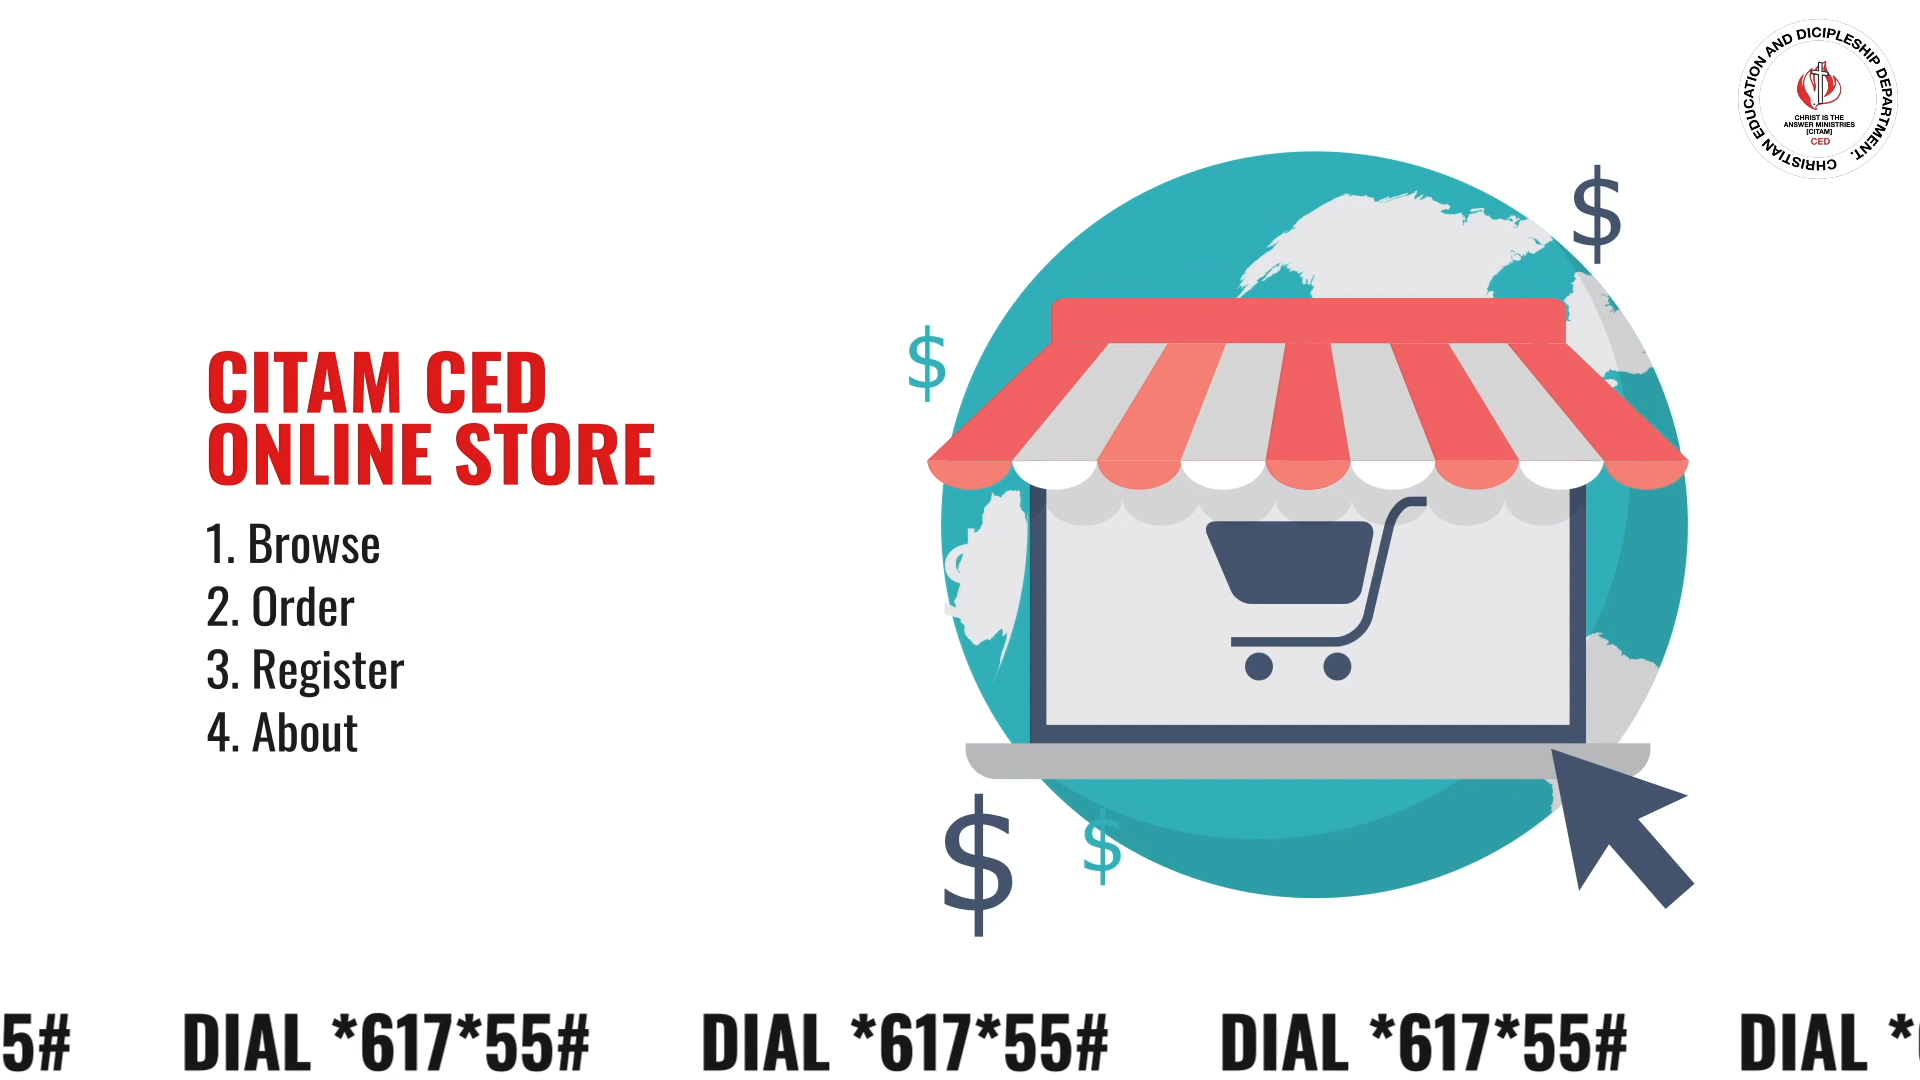 CHRISTIAN EDUCATION AND DICIPLESHIP DEPARTMENT.
CHRIST IS THE
ANSWER MINISTRIES
[CITAM]
CED
$
$
CITAM CED
ONLINE STORE
1. Browse
2. Order
3. Register
4. About
$
$
5# DIAL *617*55# DIAL *617*55# DIAL *617*55# DIAL *